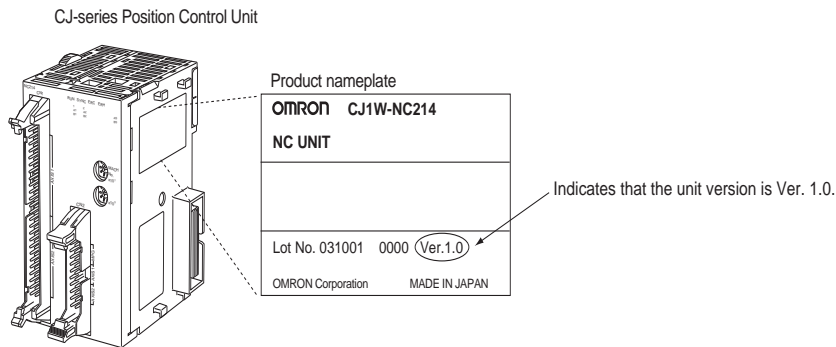 CJ-series Position Control Unit
Product nameplate
OMRON CJ1W-NC214
NC UNIT
Indicates that the unit version is Ver. 1.0.
Lot No. 031001 0000 Ver.1.0
OMRON Corporation MADE IN JAPAN